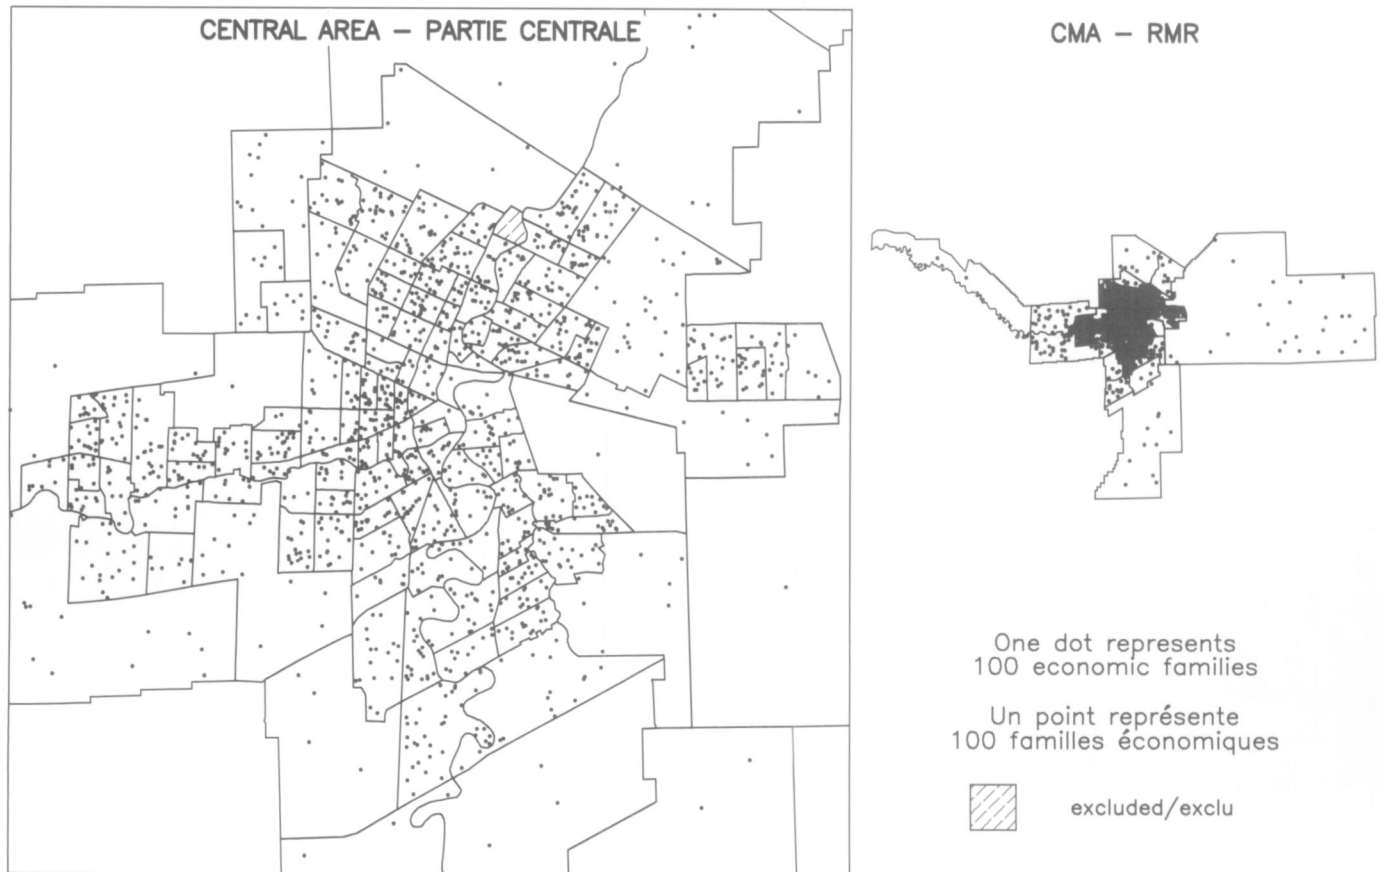 CENTRAL AREA – PARTIE CENTRALE
CMA – RMR
One dot represents
100 economic families
Un point représente
100 familles économiques
excluded/exclu